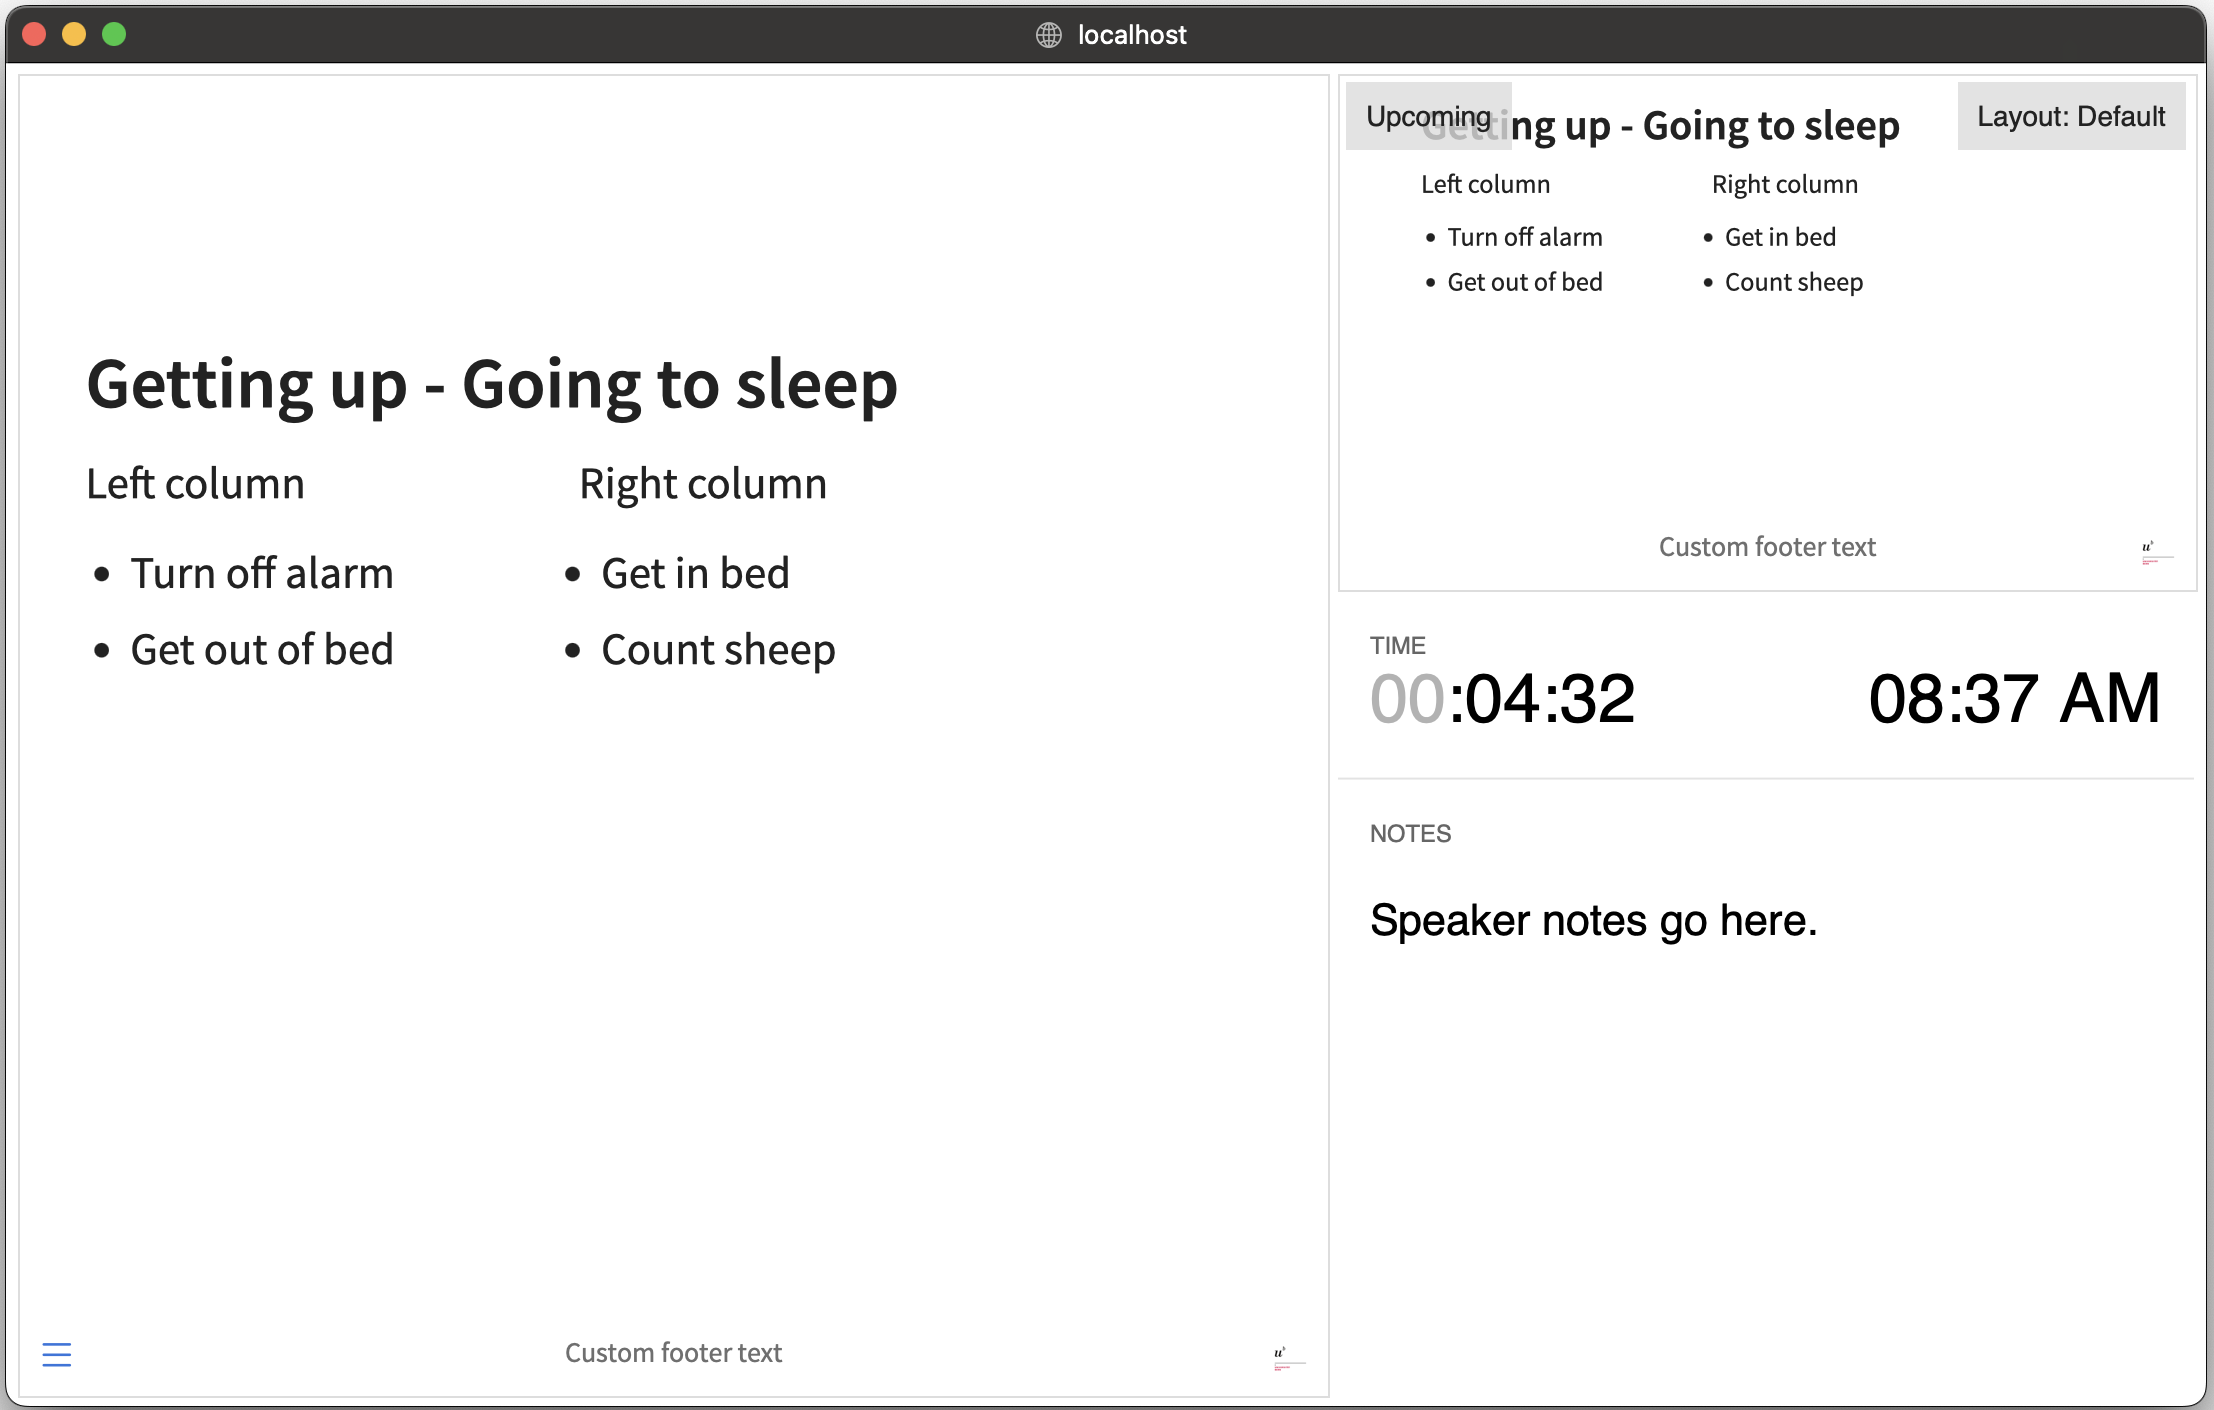 localhost
Getting up - Going to sleep
Left column
Right column
• Turn off alarm
• Get out of bed
• Get in bed
• Count sheep
Custom footer text
u^b
Upcoming
Layout: Default
Getting up - Going to sleep
Left column
Right column
• Turn off alarm
• Get out of bed
• Get in bed
• Count sheep
Custom footer text
u^b
TIME
00:04:32
08:37 AM
NOTES
Speaker notes go here.